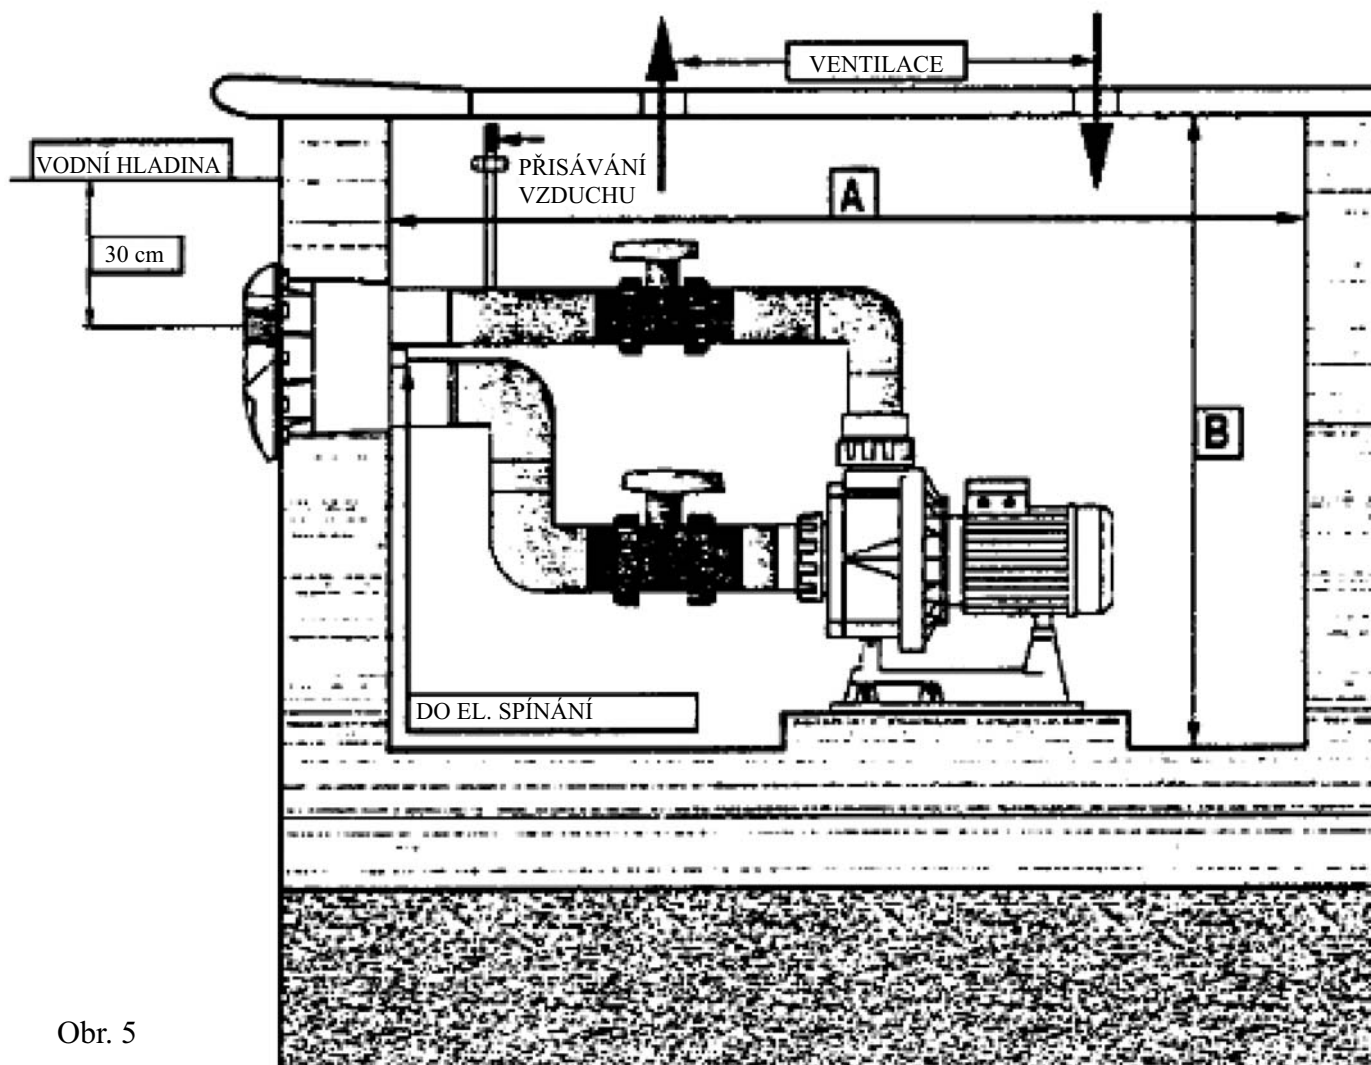 VENTILACE
VODNÍ HLADINA
PŘISÁVÁNÍ
VZDUCHU
A
30 cm
B
DO EL. SPÍNÁNÍ
Obr. 5